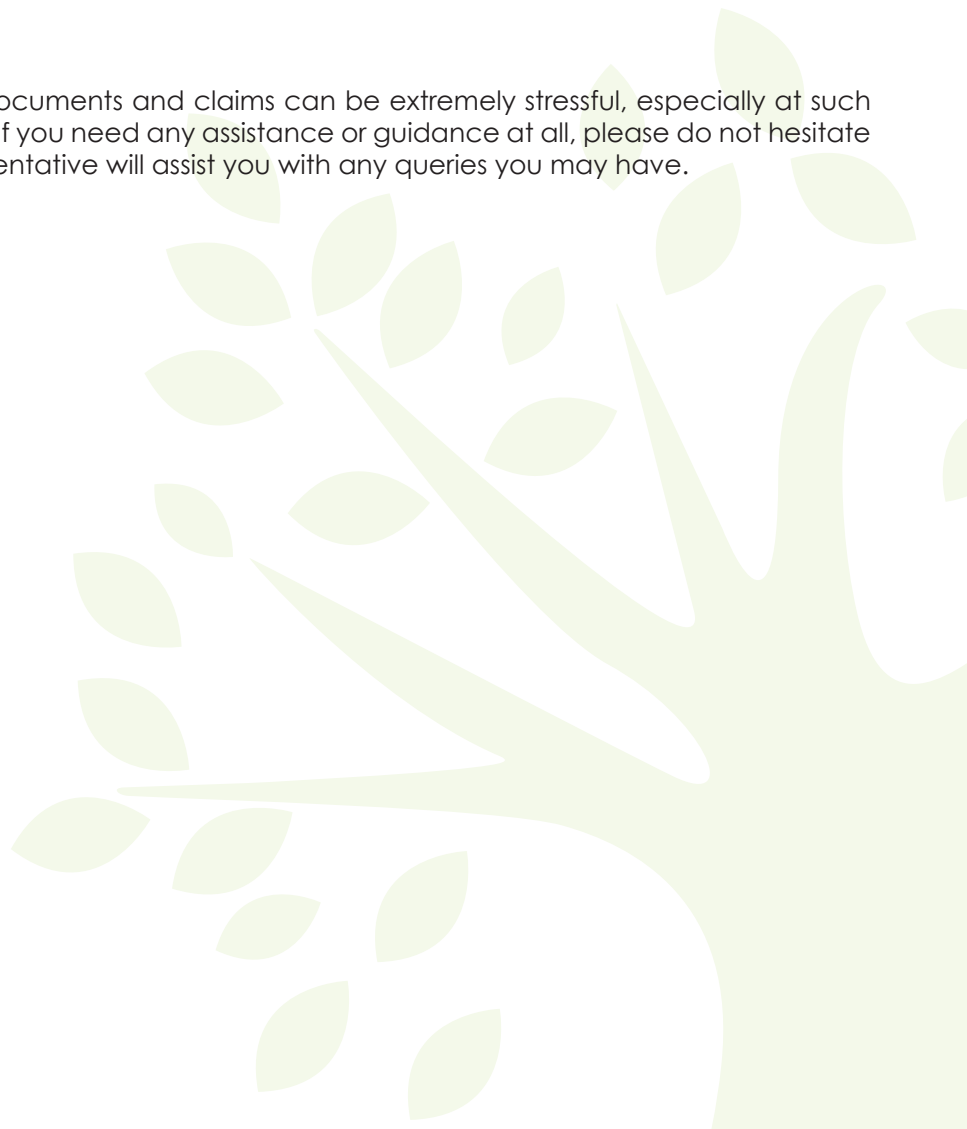 ocuments and claims can be extremely stressful, especially at such
f you need any assistance or guidance at all, please do not hesitate
entative will assist you with any queries you may have.